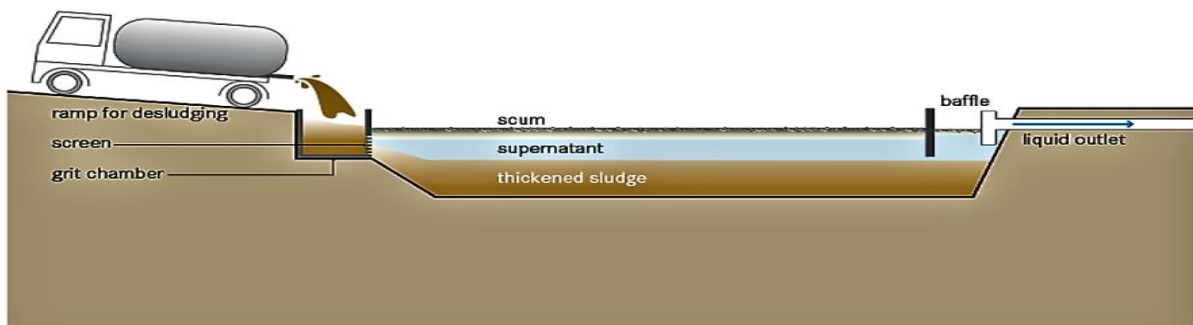 ramp for desludging
screen
grit chamber
scum
supernatant
thickened sludge
baffle
liquid outlet